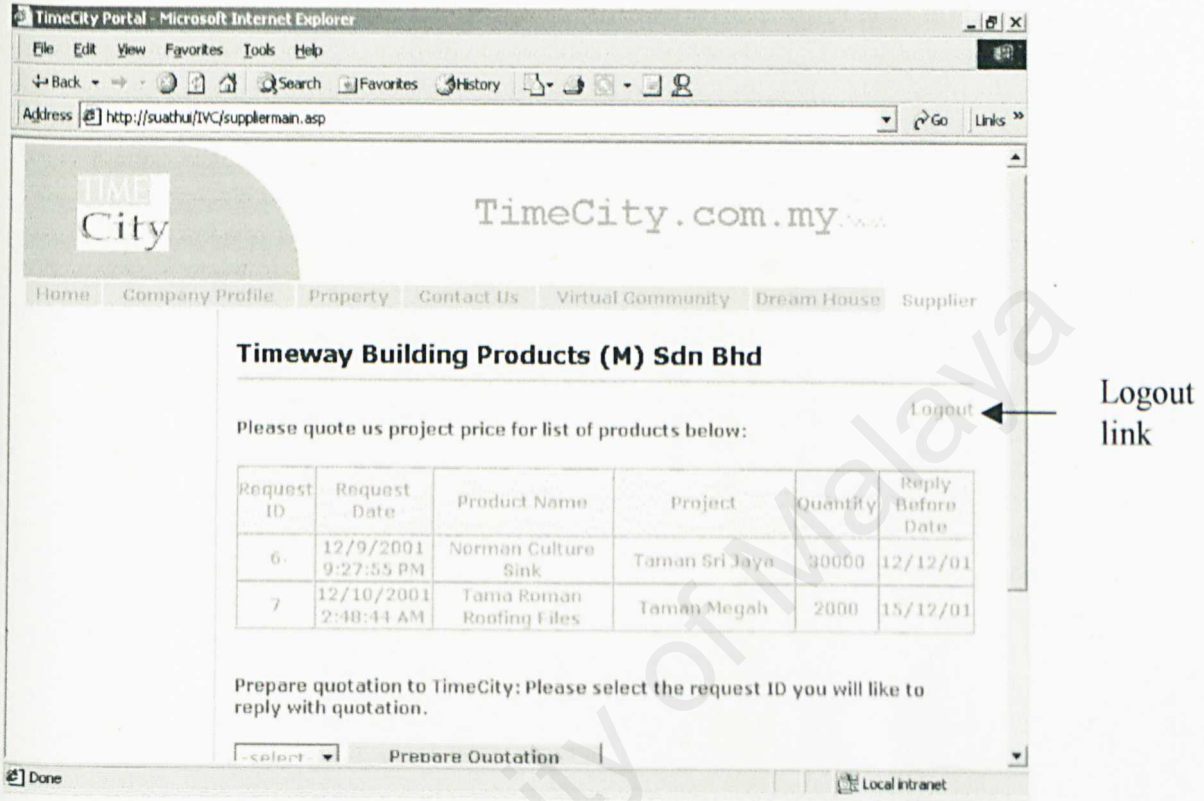 TimeCity Portal - Microsoft Internet Explorer
File Edit View Favorites Tools Help
Back Search Favorites History
Address http://suathui/IVC/suppliermain.asp Go Links »
TIME
City
TimeCity.com.my
Home Company Profile Property Contact Us Virtual Community Dream House Supplier
Timeway Building Products (M) Sdn Bhd
Logout
Logout
link
Please quote us project price for list of products below:
Request ID Request Date Product Name Project Quantity Reply Before Date
6 12/9/2001 9:27:55 PM Norman Culture Sink Taman Sri Jaya 30000 12/12/01
7 12/10/2001 2:48:44 AM Tama Roman Roofing Files Taman Megah 2000 15/12/01
Prepare quotation to TimeCity: Please select the request ID you will like to
reply with quotation.
-select- Prepare Quotation
Done Local intranet
University of Malaya